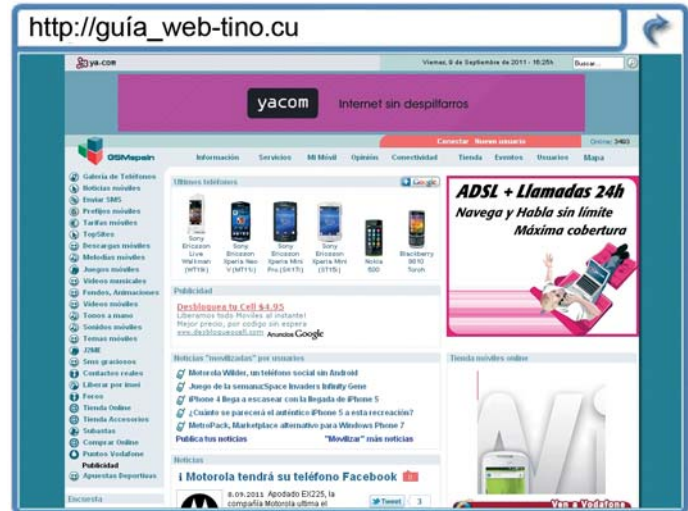 http://guía_web-tino.cu
ya.com
Viernes, 9 de Septiembre de 2011 - 16:25h
Buscar...
yacom Internet sin despilfarros
Conectar Nuevo usuario
Online: 3493
GSMspain
Información Servicios MI Móvil Opinión Conectividad Tienda Eventos Usuarios Mapa
Galería de Teléfonos
Noticias móviles
Enviar SMS
Prefijos móviles
Tarifas móviles
TopSites
Descargas móviles
Melodías móviles
Juegos móviles
Videos musicales
Fondos, Animaciones
Videos móviles
Tonos a mano
Sonidos móviles
Temas móviles
J2ME
Sms graciosos
Contactos reales
Liberar por imei
Foros
Tienda Online
Tienda Accesorios
Subastas
Comprar Online
Puntos Vodafone
Publicidad
Apuestas Deportivas
Encuesta
Ultimos teléfonos
Google
Sony Ericsson Live Walkman (WT19i)
Sony Ericsson Xperia Neo V (MT11i)
Sony Ericsson Xperia Mini Pro (SK17i)
Sony Ericsson Xperia Mini (ST15i)
Nokia 500
Blackberry 9810 Torch
Publicidad
Desbloquea tu Cell $4.95
Liberamos todo Moviles al instante!
Mejor precio, por codigo sin espera
www.desbloqueocell.com Anuncios Google
Noticias "movilizadas" por usuarios
Motorola Wilder, un teléfono social sin Android
Juego de la semana:Space Invaders Infinity Gene
iPhone 4 llega a escasear con la llegada de iPhone 5
¿Cuánto se parecerá el auténtico iPhone 5 a esta recreación?
MetroPack, Marketplace alternativo para Windows Phone 7
Publica tus noticias "Movilizar" más noticias
Noticias
Motorola tendrá su teléfono Facebook
8.09.2011 Apodado EX225, la
compañía Motorola ultima el
Tweet 3
ADSL + Llamadas 24h
Navega y Habla sin límite
Máxima cobertura
Tienda móviles online
Ven a Vodafone